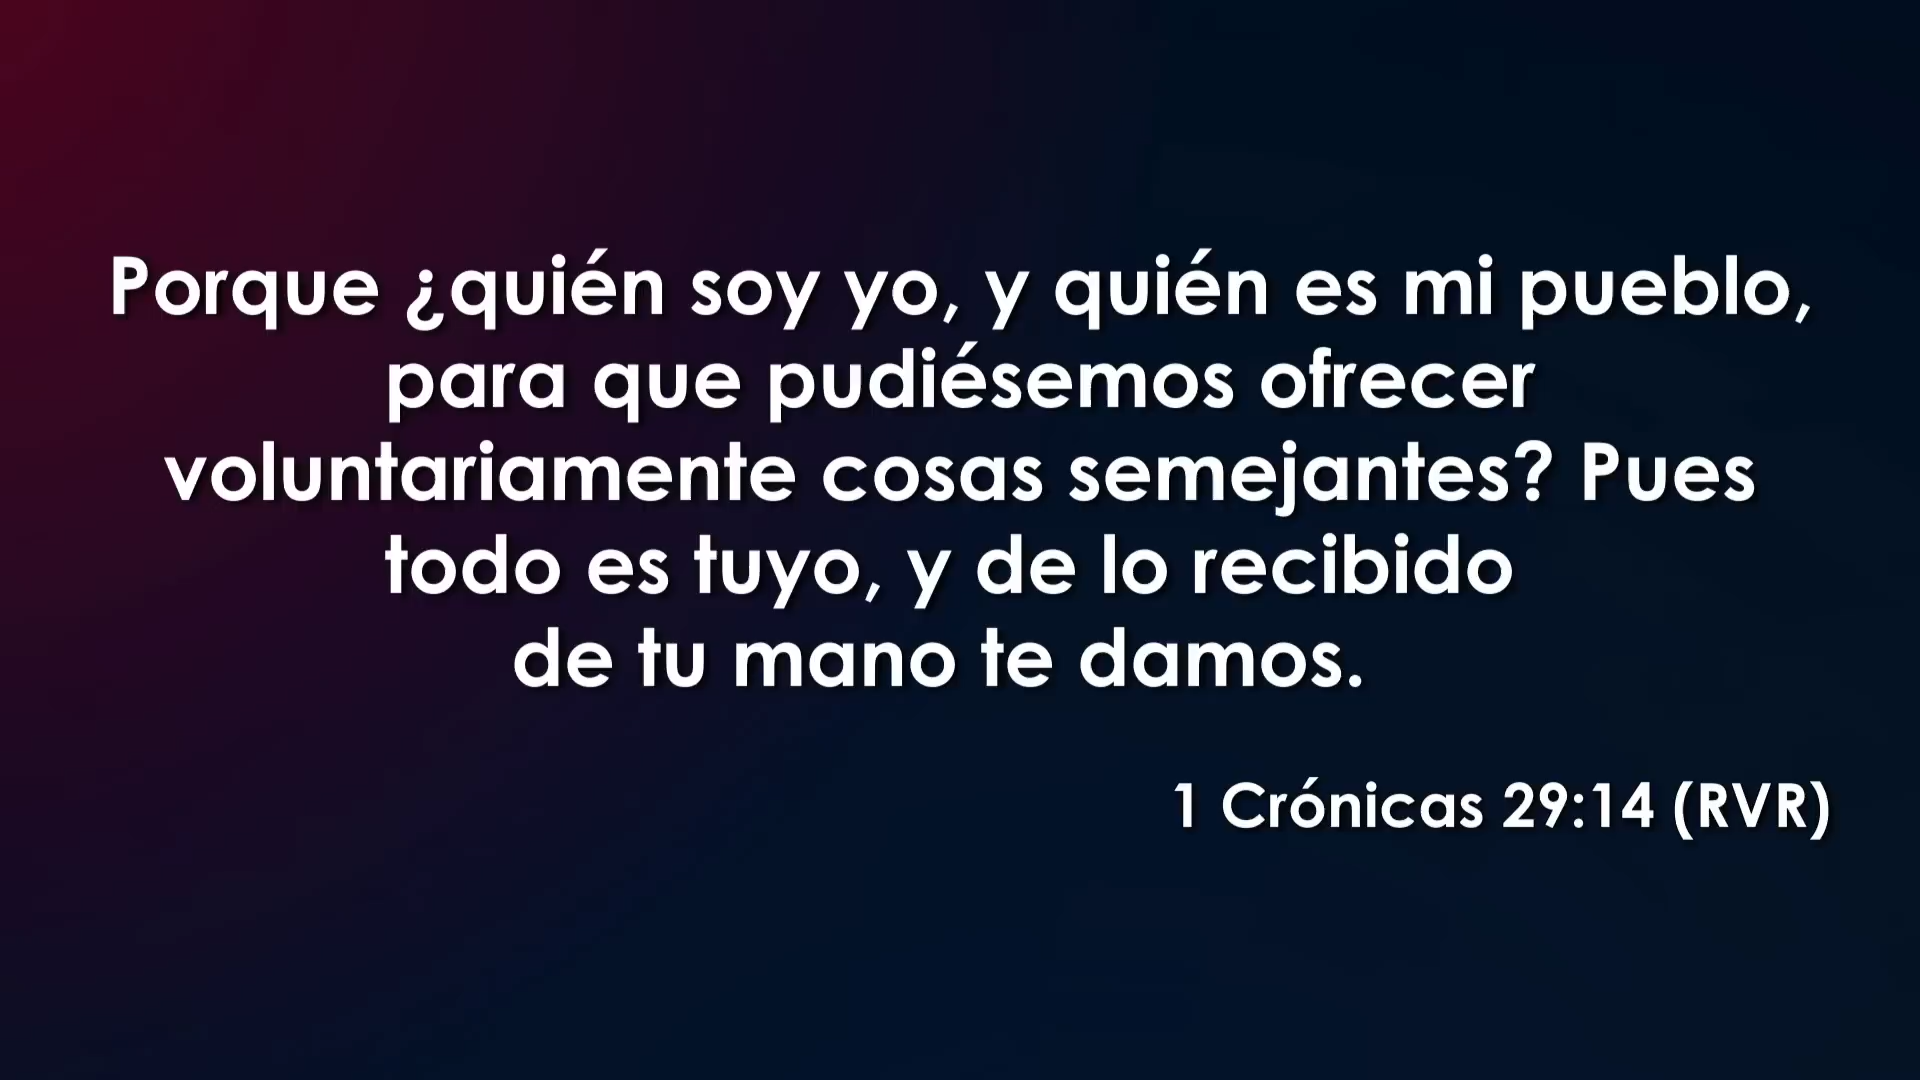 Porque ¿quién soy yo, y quién es mi pueblo,
para que pudiésemos ofrecer
voluntariamente cosas semejantes? Pues
todo es tuyo, y de lo recibido
de tu mano te damos.
1 Crónicas 29:14 (RVR)